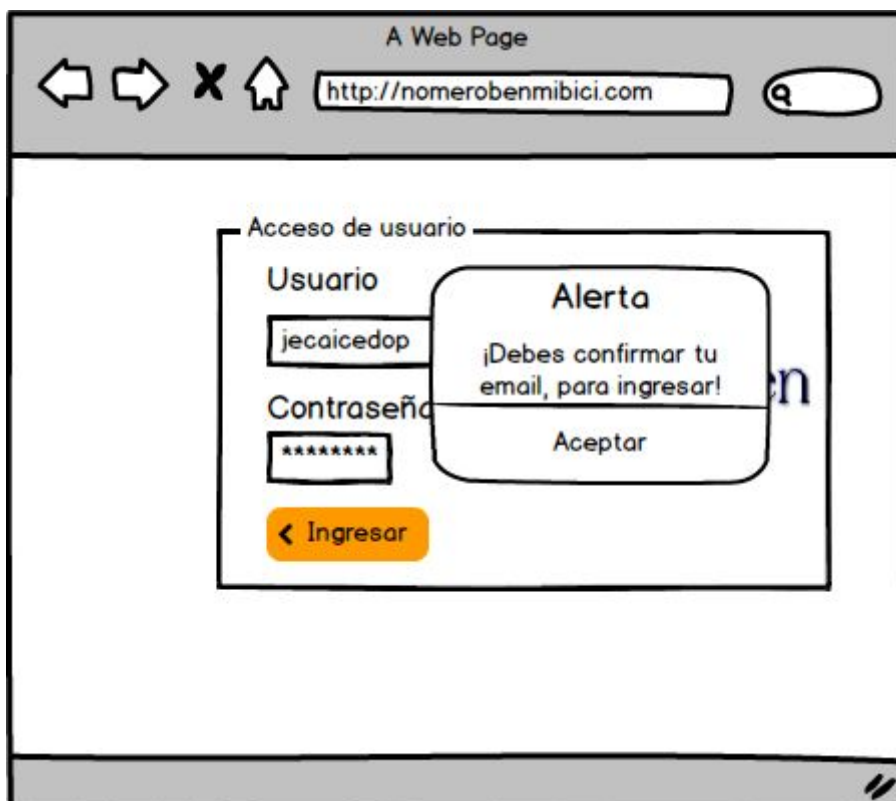 A Web Page
http://nomerobenmibici.com
Acceso de usuario
Usuario
jecaicedop
Contraseña
********
Ingresar
Alerta
¡Debes confirmar tu
email, para ingresar!
Aceptar